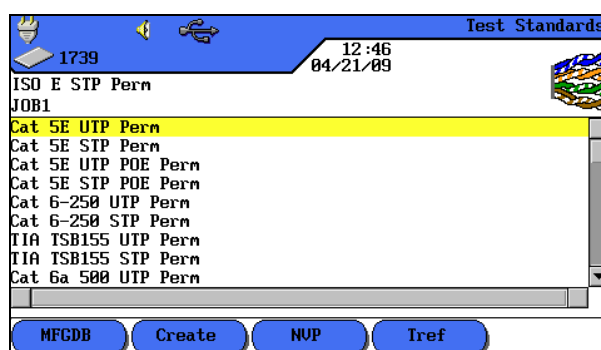 Test Standards
1739
12:46
04/21/09
ISO E STP Perm
JOB1
Cat 5E UTP Perm
Cat 5E STP Perm
Cat 5E UTP POE Perm
Cat 5E STP POE Perm
Cat 6-250 UTP Perm
Cat 6-250 STP Perm
TIA TSB155 UTP Perm
TIA TSB155 STP Perm
Cat 6a 500 UTP Perm
MFGDB Create NVP Tref